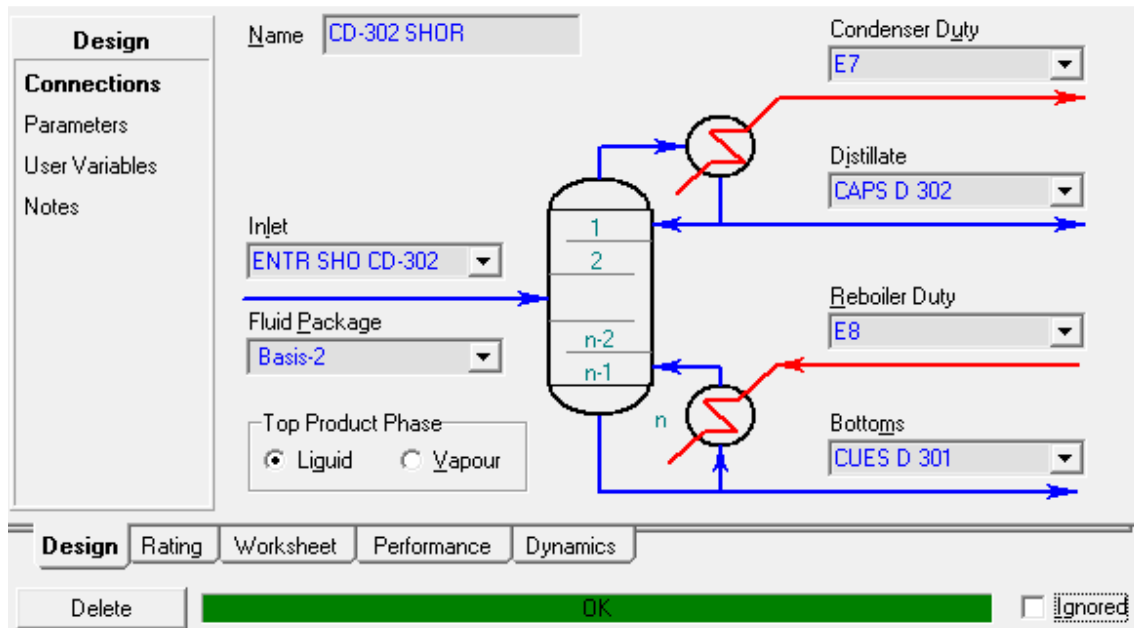 Design
Connections
Parameters
User Variables
Notes
Name CD-302 SHOR
Inlet
ENTR SHO CD-302
Fluid Package
Basis-2
Top Product Phase
Liquid Vapour
1
2
n-2
n-1
n
Condenser Duty
E7
Distillate
CAPS D 302
Reboiler Duty
E8
Bottoms
CUES D 301
Design Rating Worksheet Performance Dynamics
Delete OK Ignored